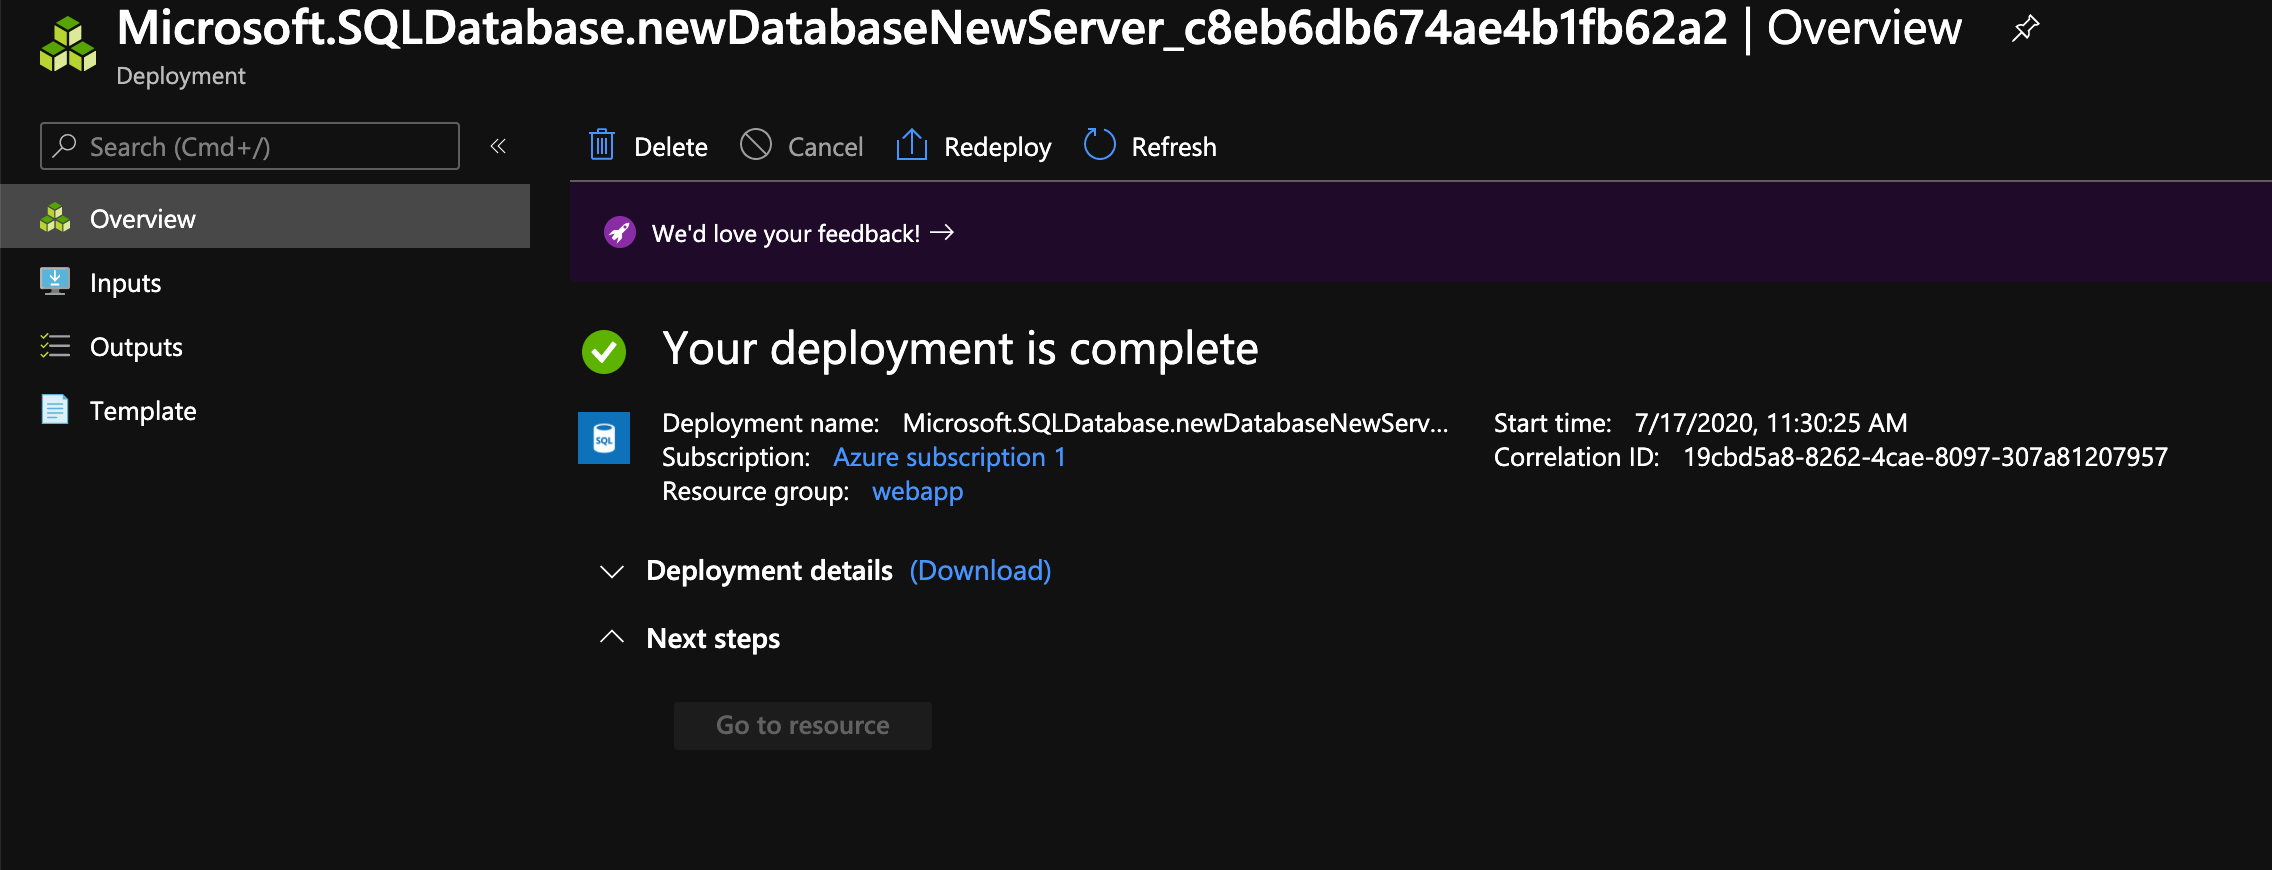 Microsoft.SQLDatabase.newDatabaseNewServer_c8eb6db674ae4b1fb62a2 | Overview
Deployment
Search (Cmd+/)
«
Delete
Cancel
Redeploy
Refresh
Overview
Inputs
Outputs
Template
We'd love your feedback! →
Your deployment is complete
SQL
Deployment name: Microsoft.SQLDatabase.newDatabaseNewServ...
Subscription: Azure subscription 1
Resource group: webapp
Start time: 7/17/2020, 11:30:25 AM
Correlation ID: 19cbd5a8-8262-4cae-8097-307a81207957
Deployment details (Download)
Next steps
Go to resource